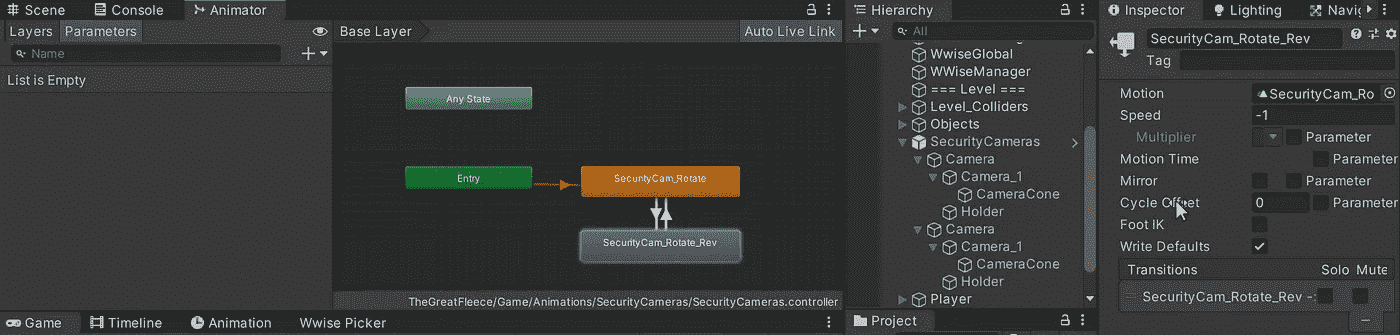 Scene
Console
Animator
Layers Parameters
Name
List is Empty
Base Layer
Auto Live Link
Any State
Entry
SecurityCam_Rotate
SecurityCam_Rotate_Rev
TheGreatFleece/Game/Animations/SecurityCameras/SecurityCameras.controller
Game
Timeline
Animation
Wwise Picker
Hierarchy
All
WwiseGlobal
WWiseManager
=== Level ===
Level_Colliders
Objects
SecurityCameras
Camera
Camera_1
CameraCone
Holder
Camera
Camera_1
CameraCone
Holder
Player
Project
Inspector
Lighting
Navig
SecurityCam_Rotate_Rev
Tag
Motion SecurityCam_Ro
Speed -1
Multiplier Parameter
Motion Time Parameter
Mirror Parameter
Cycle Offset 0 Parameter
Foot IK
Write Defaults
Transitions Solo Mute
SecurityCam_Rotate_Rev -